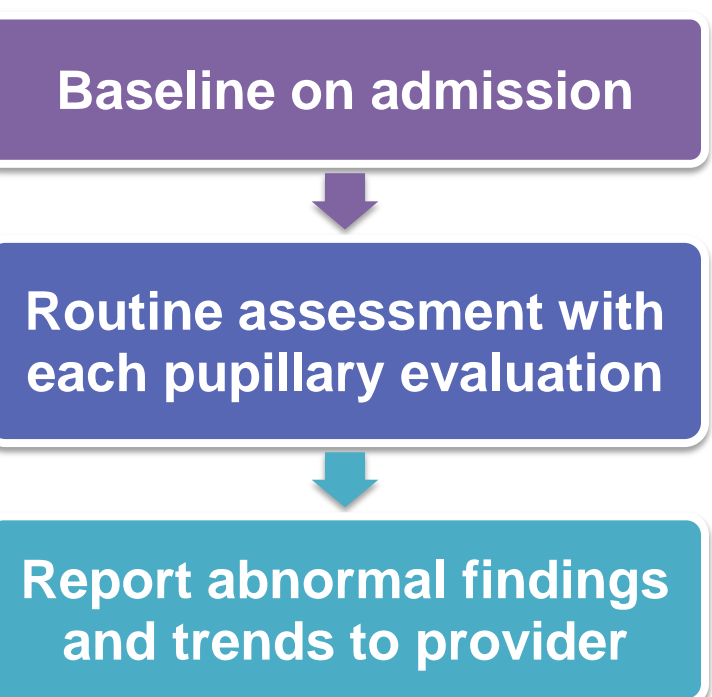 Baseline on admission
Routine assessment with
each pupillary evaluation
Report abnormal findings
and trends to provider